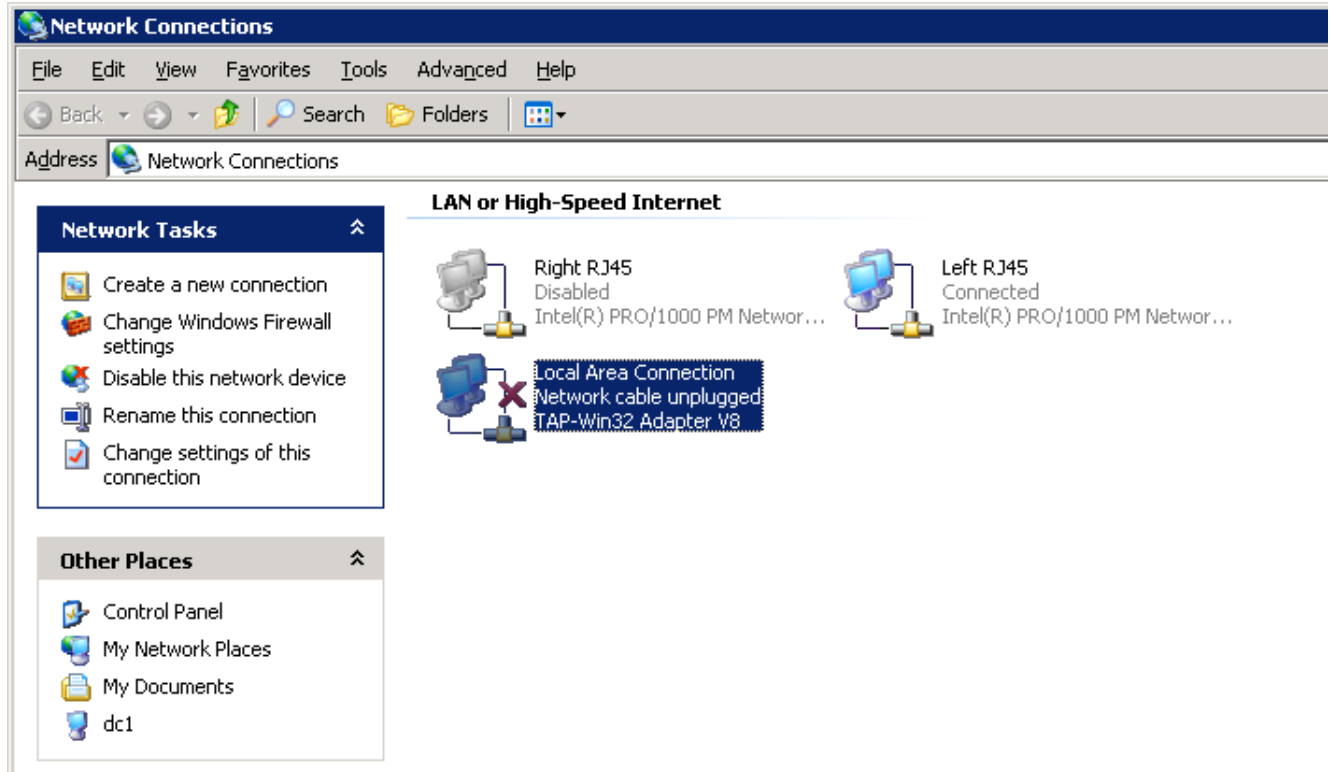 Network Connections
File Edit View Favorites Tools Advanced Help
Back Search Folders
Address Network Connections
Network Tasks
Create a new connection
Change Windows Firewall
settings
Disable this network device
Rename this connection
Change settings of this
connection
Other Places
Control Panel
My Network Places
My Documents
dc1
LAN or High-Speed Internet
Right RJ45
Disabled
Intel(R) PRO/1000 PM Networ...
Left RJ45
Connected
Intel(R) PRO/1000 PM Networ...
Local Area Connection
Network cable unplugged
TAP-Win32 Adapter V8